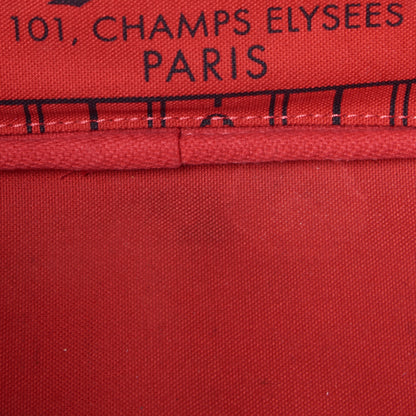 101, CHAMPS ELYSEES
PARIS